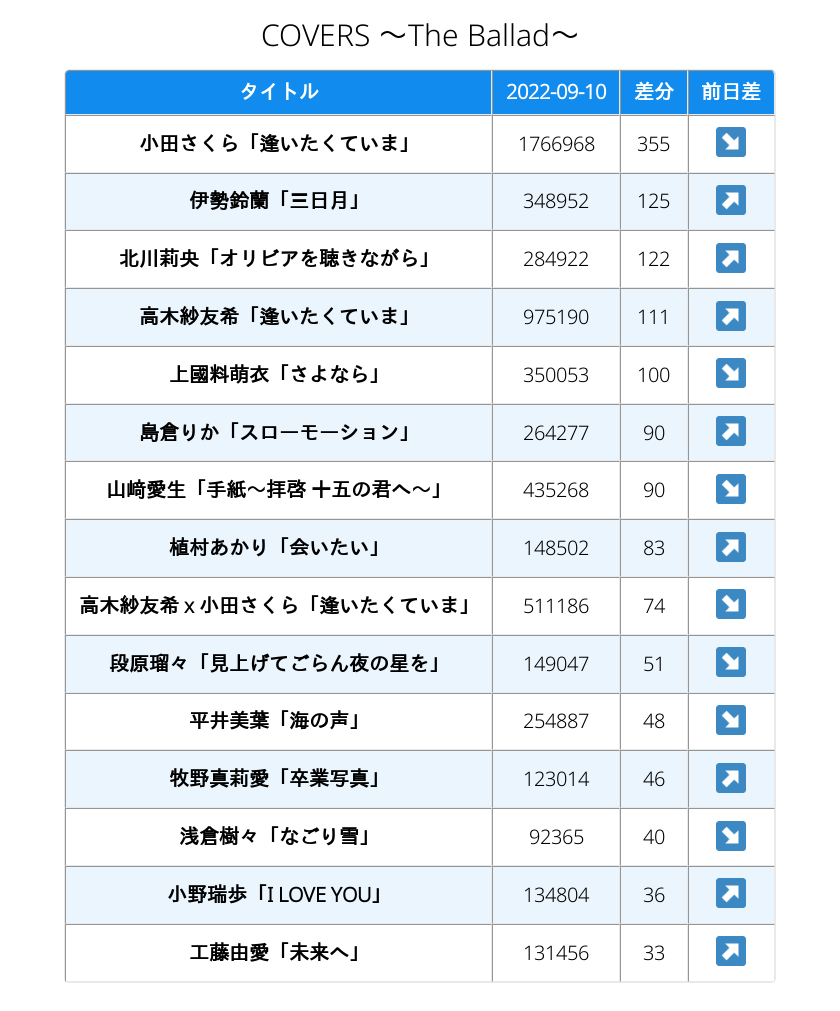 COVERS ～The Ballad～
タイトル 2022-09-10 差分 前日差
小田さくら「逢いたくていま」 1766968 355 ↘
伊勢鈴蘭「三日月」 348952 125 ↗
北川莉央「オリビアを聴きながら」 284922 122 ↗
高木紗友希「逢いたくていま」 975190 111 ↗
上國料萌衣「さよなら」 350053 100 ↘
島倉りか「スローモーション」 264277 90 ↗
山﨑愛生「手紙～拝啓 十五の君へ～」 435268 90 ↘
植村あかり「会いたい」 148502 83 ↗
高木紗友希 x 小田さくら「逢いたくていま」 511186 74 ↘
段原瑠々「見上げてごらん夜の星を」 149047 51 ↘
平井美葉「海の声」 254887 48 ↘
牧野真莉愛「卒業写真」 123014 46 ↗
浅倉樹々「なごり雪」 92365 40 ↘
小野瑞歩「I LOVE YOU」 134804 36 ↗
工藤由愛「未来へ」 131456 33 ↗